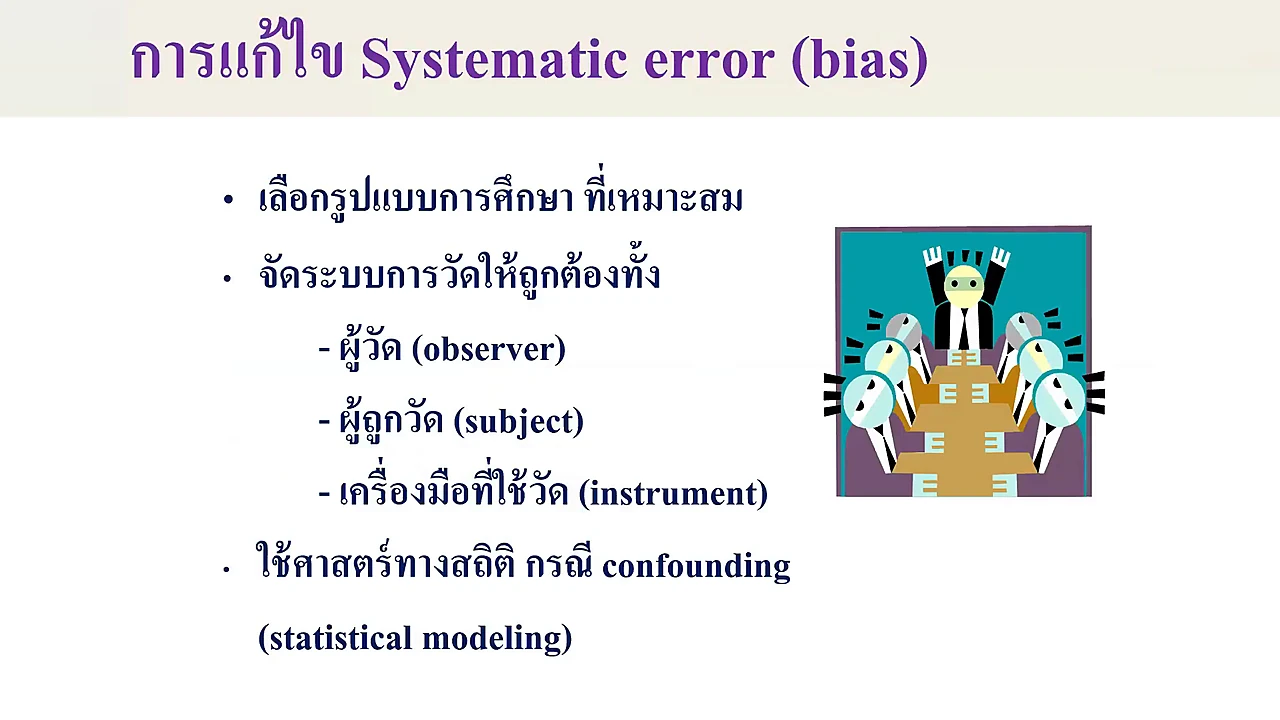 การแก้ไข Systematic error (bias)
• เลือกรูปแบบการศึกษา ที่เหมาะสม
• จัดระบบการวัดให้ถูกต้องทั้ง
- ผู้วัด (observer)
- ผู้ถูกวัด (subject)
- เครื่องมือที่ใช้วัด (instrument)
• ใช้ศาสตร์ทางสถิติ กรณี confounding
(statistical modeling)